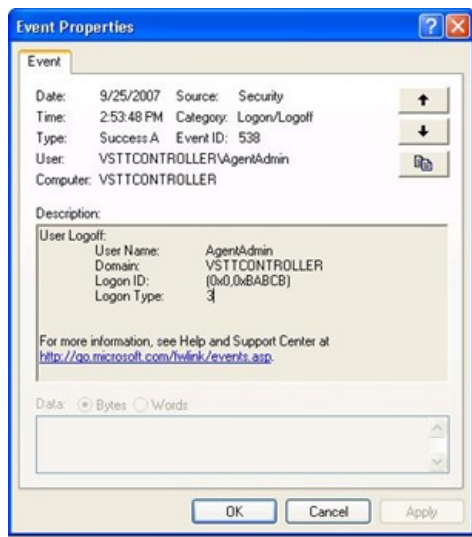 Event Properties
Event
Date: 9/25/2007 Source: Security
Time: 2:53:48 PM Category: Logon/Logoff
Type: Success A Event ID: 538
User: VSTTCONTROLLER\AgentAdmin
Computer: VSTTCONTROLLER
Description:
User Logoff:
User Name: AgentAdmin
Domain: VSTTCONTROLLER
Logon ID: (0x0,0xBABCB)
Logon Type: 3
For more information, see Help and Support Center at
http://go.microsoft.com/fwlink/events.asp.
Data: Bytes Words
OK Cancel Apply